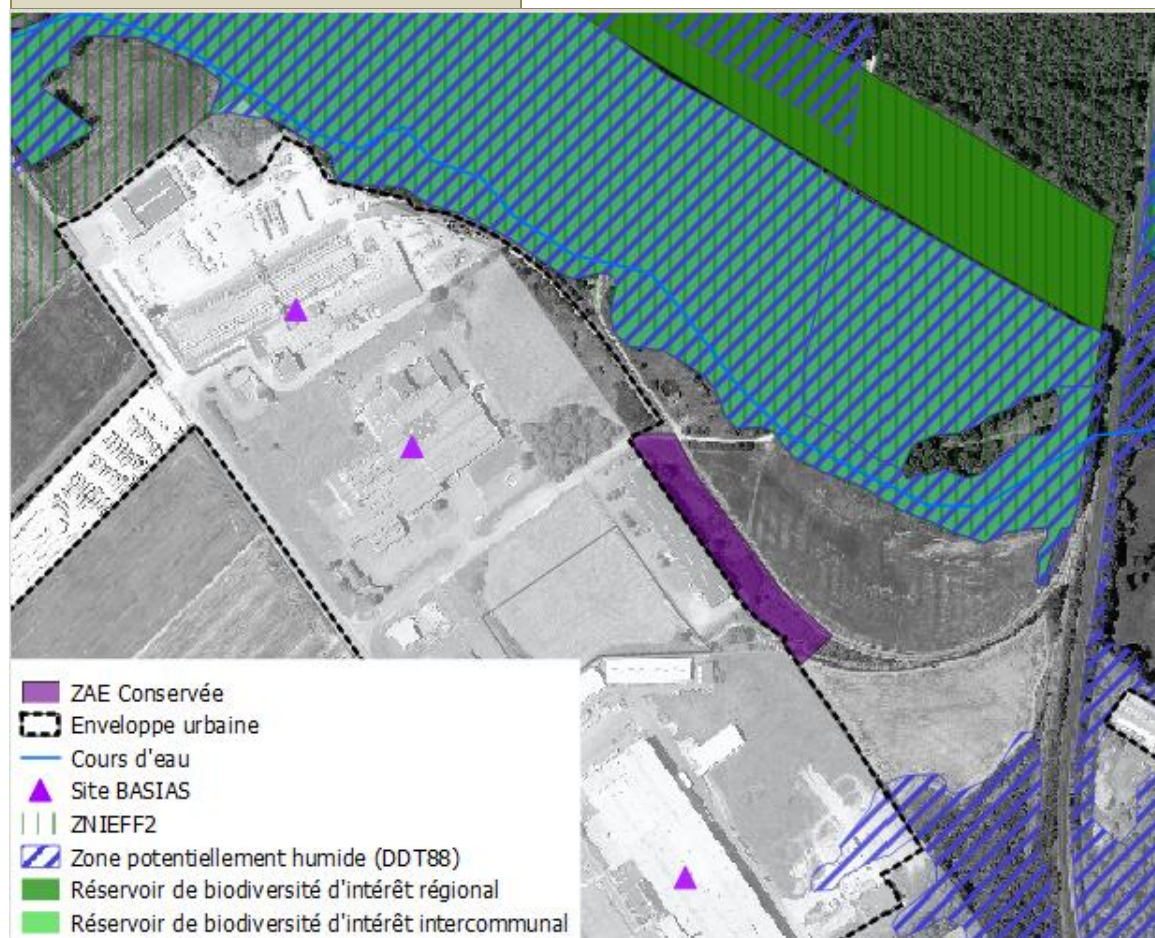 ZAE Conservée
Enveloppe urbaine
Cours d'eau
Site BASIAS
ZNIEFF2
Zone potentiellement humide (DDT88)
Réservoir de biodiversité d'intérêt régional
Réservoir de biodiversité d'intérêt intercommunal